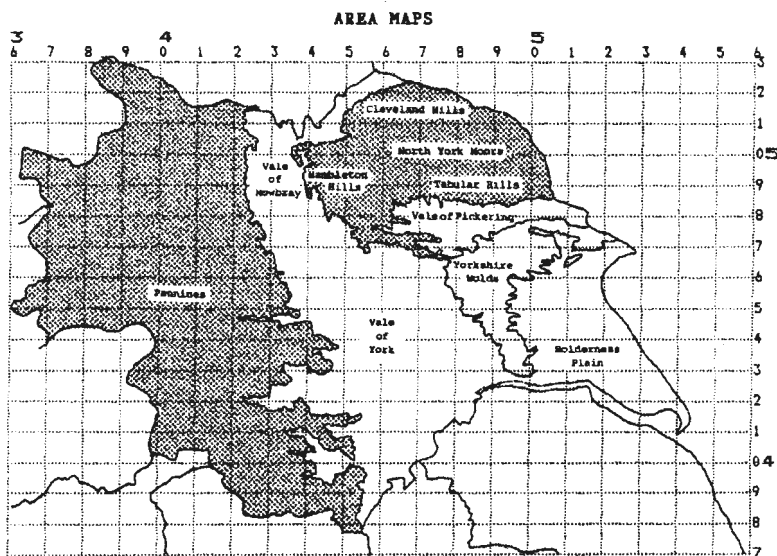 AREA MAPS
3 4 5
6 7 8 9 0 1 2 3 4 5 6 7 8 9 0 1 2 3 4 5 6
3
2
Cleveland Hills
1
North York Moors
05
Vale
of
Mowbray
Hambleton
Hills
Tabular Hills
9
Vale of Pickering
8
7
Yorkshire
Wolds
6
Pennines
5
Vale
of
York
4
Holderness
Plain
3
2
1
04
9
8
7